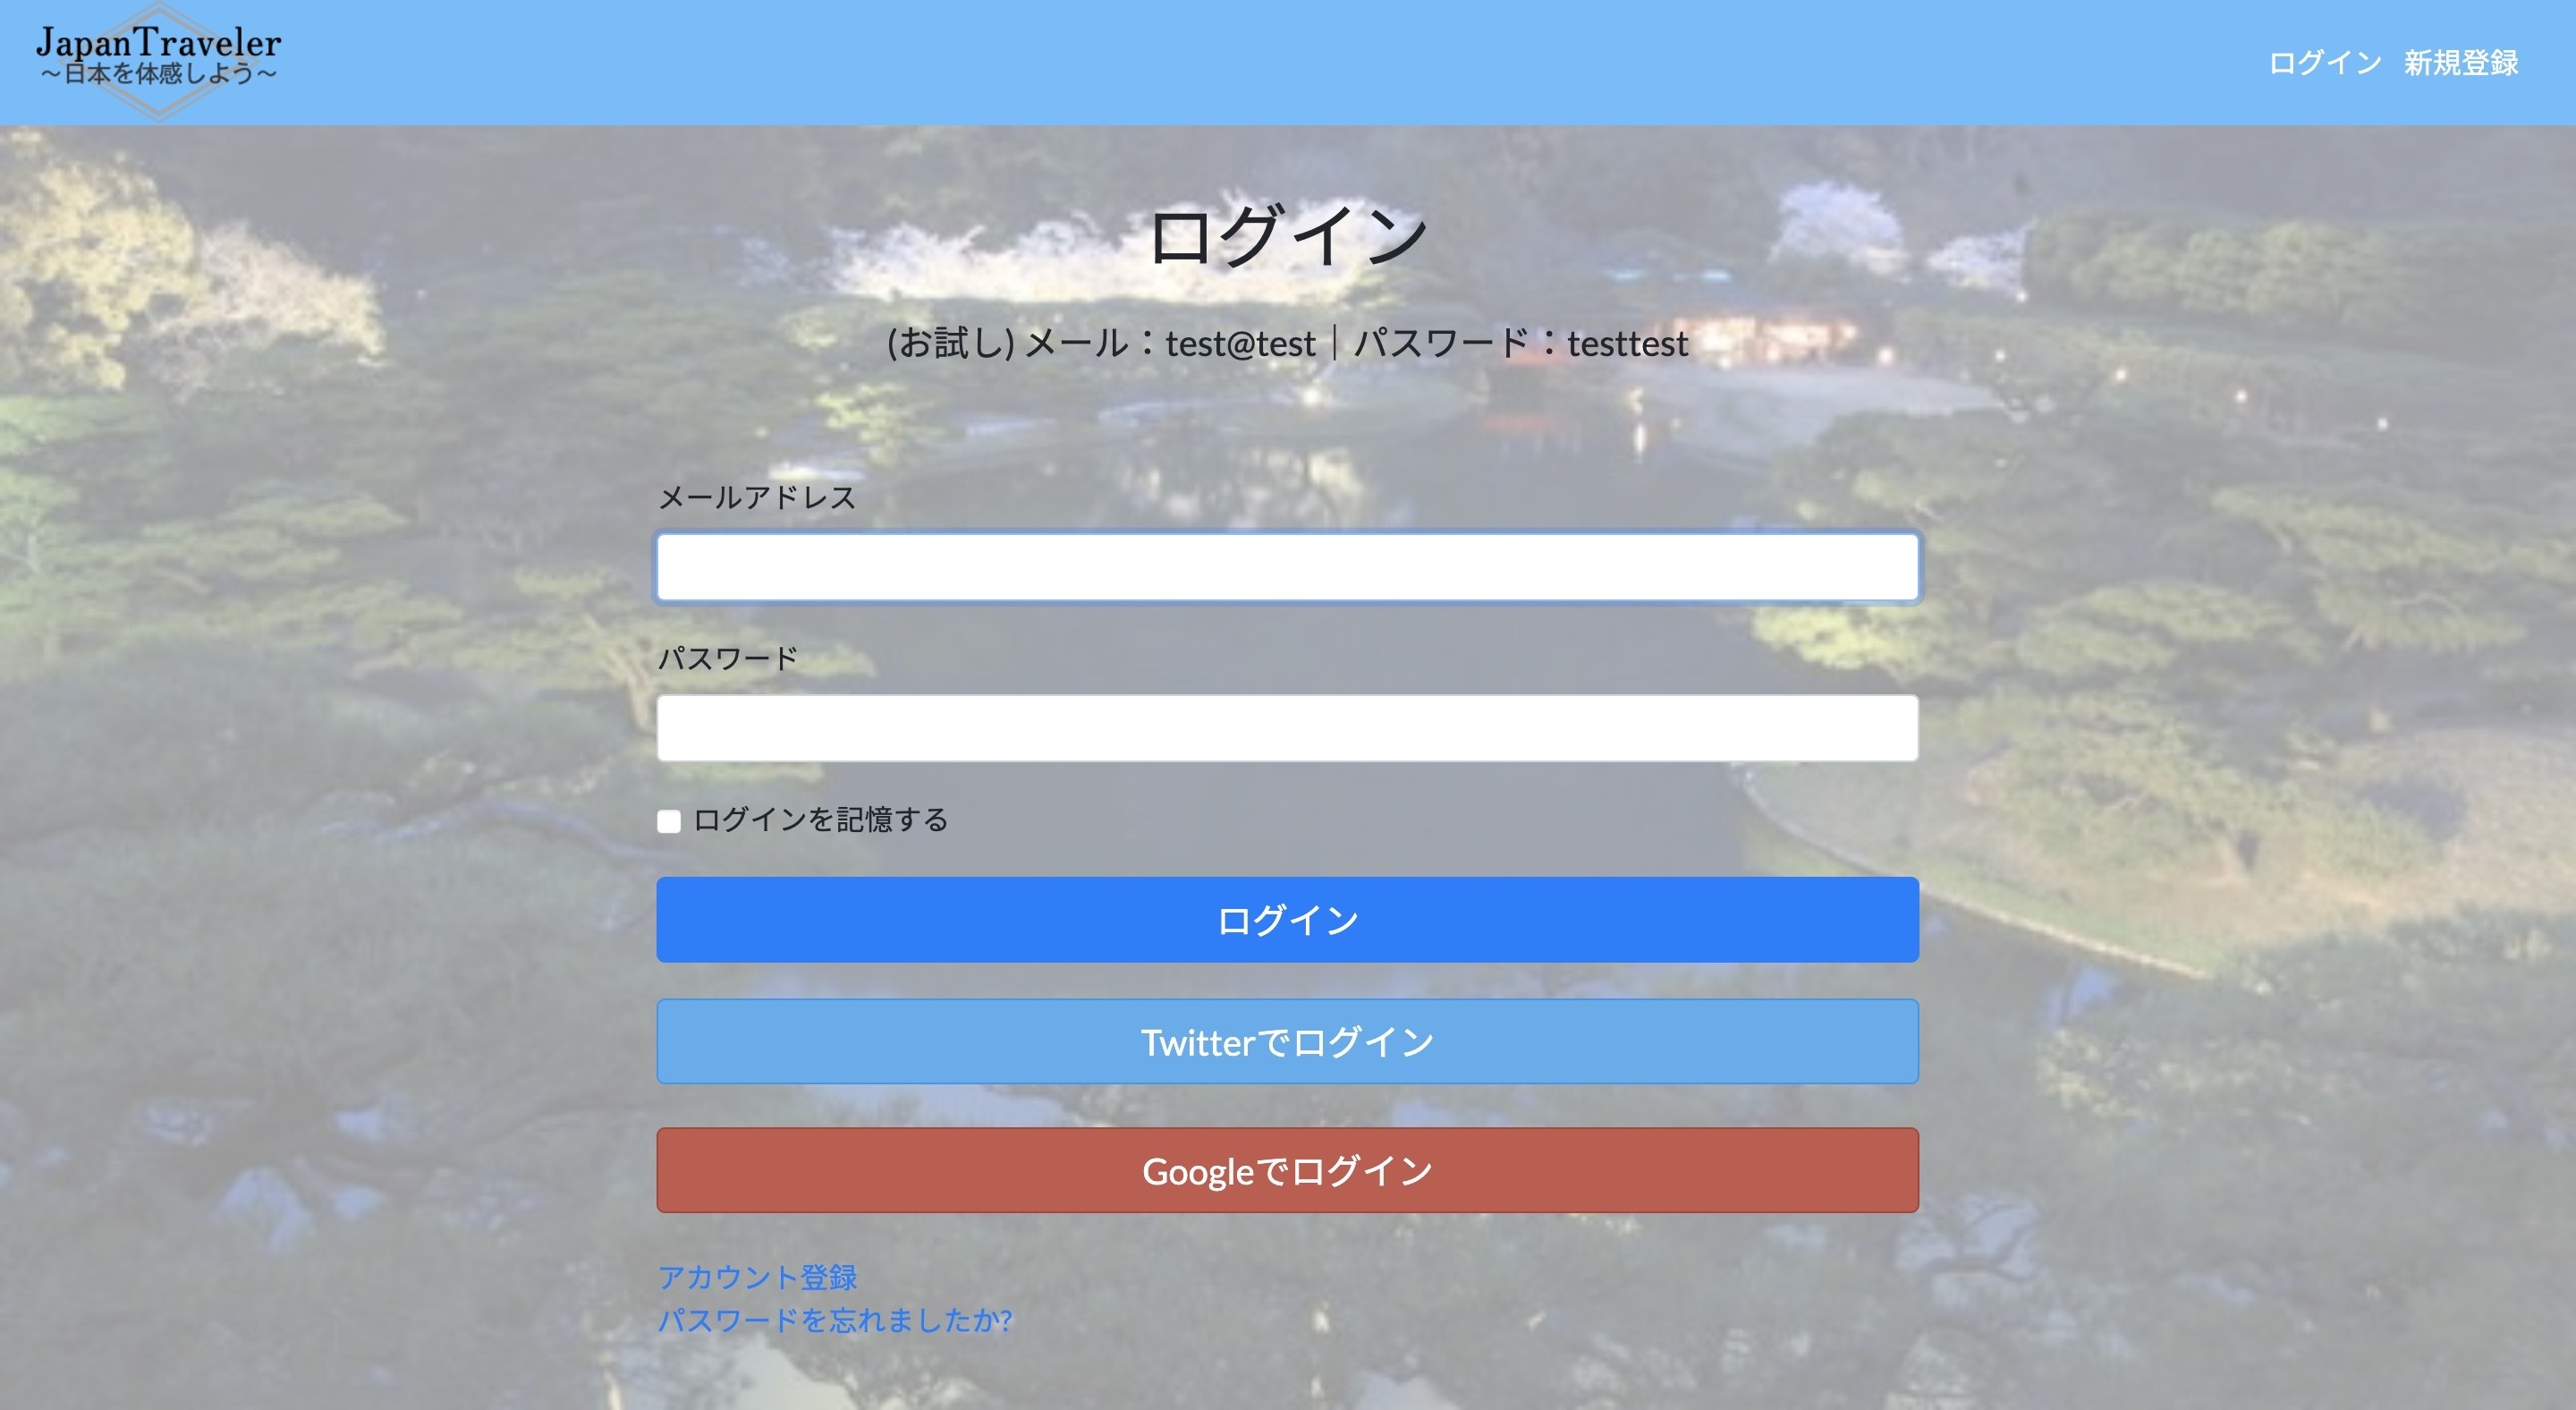 JapanTraveler
～日本を体感しよう～
ログイン 新規登録
ログイン
(お試し) メール：test@test｜パスワード：testtest
メールアドレス
パスワード
ログインを記憶する
ログイン
Twitterでログイン
Googleでログイン
アカウント登録
パスワードを忘れましたか?